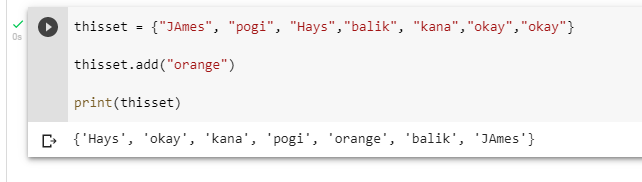 thisset = {"JAmes", "pogi", "Hays","balik", "kana","okay","okay"}
thisset.add("orange")
print(thisset)
0s
{'Hays', 'okay', 'kana', 'pogi', 'orange', 'balik', 'JAmes'}